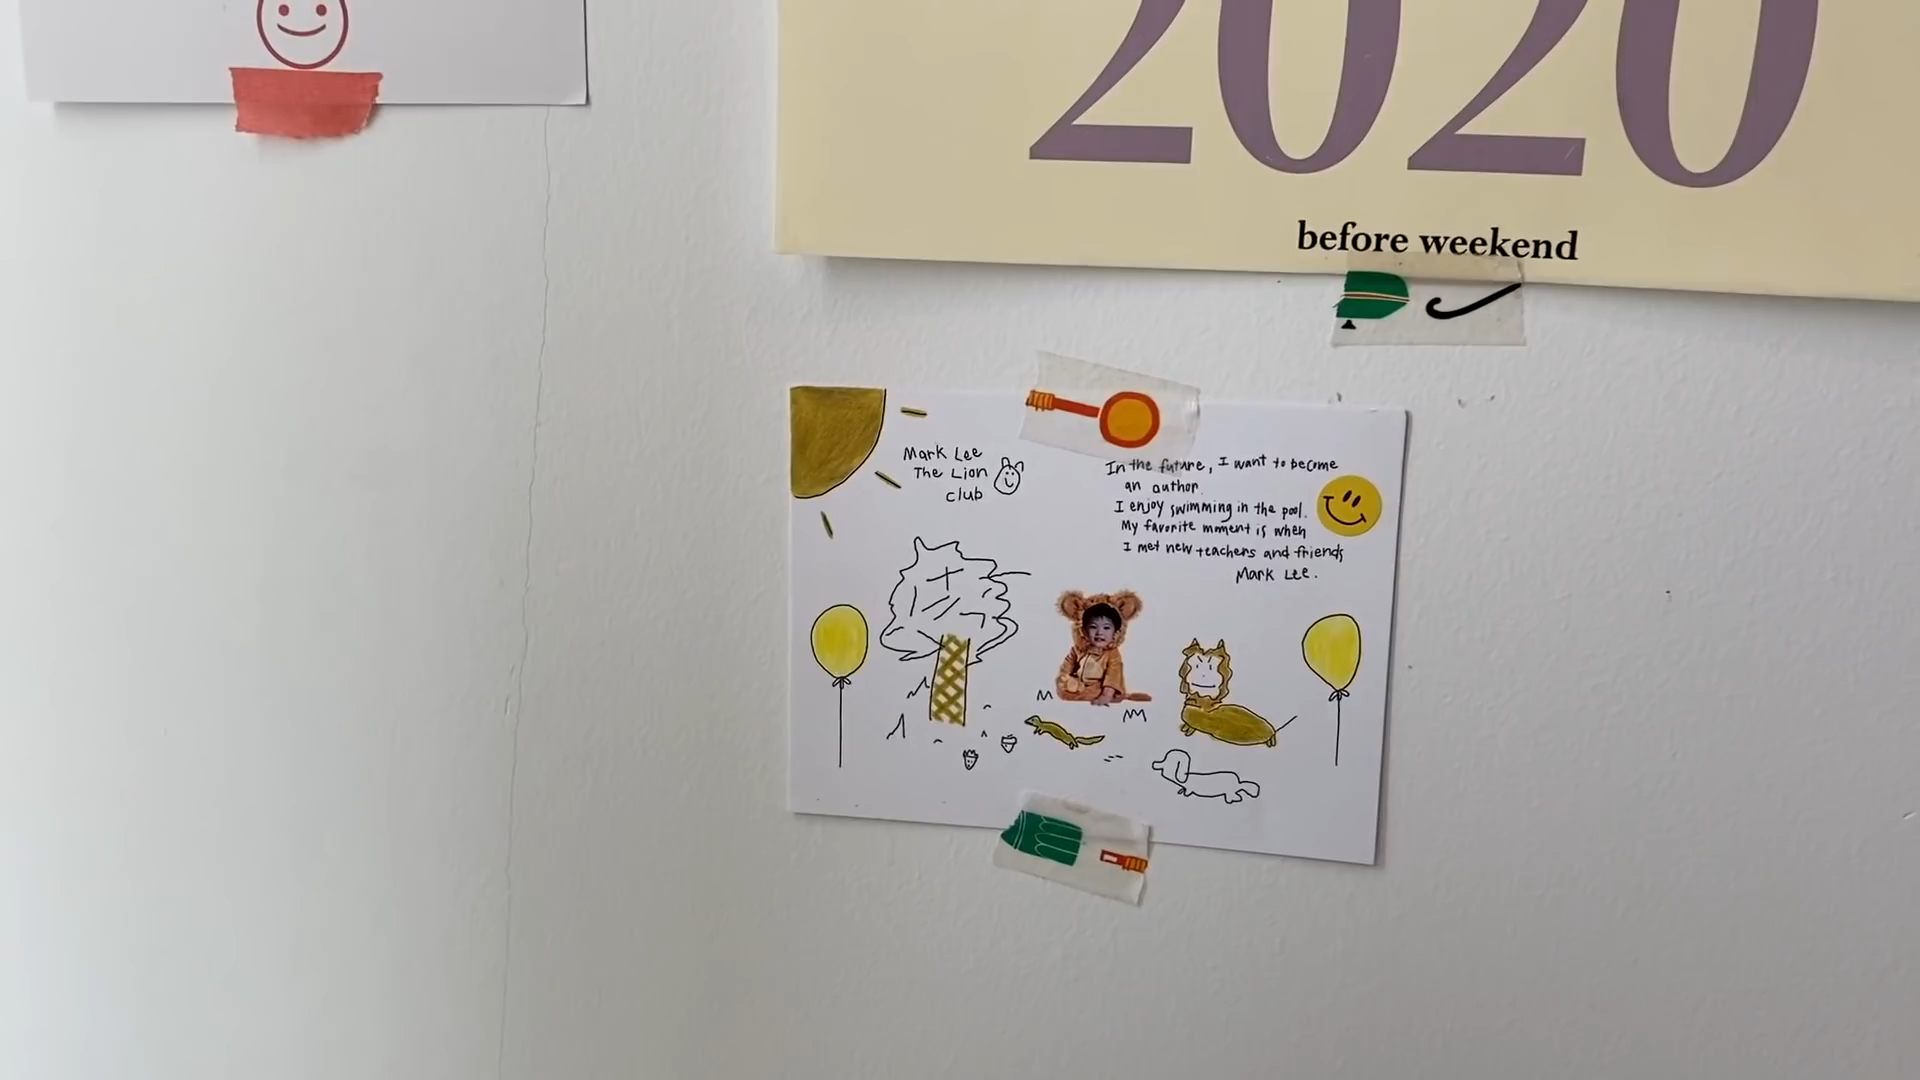 2020
before weekend
Mark Lee
The Lion
club
In the future, I want to become
an author.
I enjoy swimming in the pool.
My favorite moment is when
I met new teachers and friends
Mark Lee.